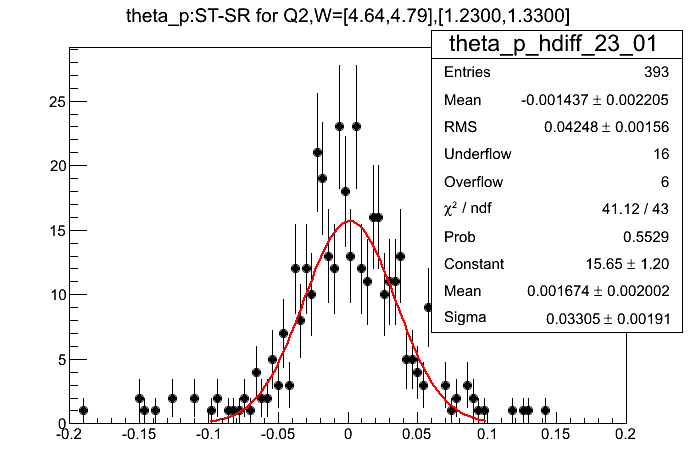 theta_p:ST-SR for Q2,W=[4.64,4.79],[1.2300,1.3300]
theta_p_hdiff_23_01
Entries 393
Mean -0.001437 ± 0.002205
RMS 0.04248 ± 0.00156
Underflow 16
Overflow 6
χ² / ndf 41.12 / 43
Prob 0.5529
Constant 15.65 ± 1.20
Mean 0.001674 ± 0.002002
Sigma 0.03305 ± 0.00191
25
20
15
10
5
0
-0.2 -0.15 -0.1 -0.05 0 0.05 0.1 0.15 0.2